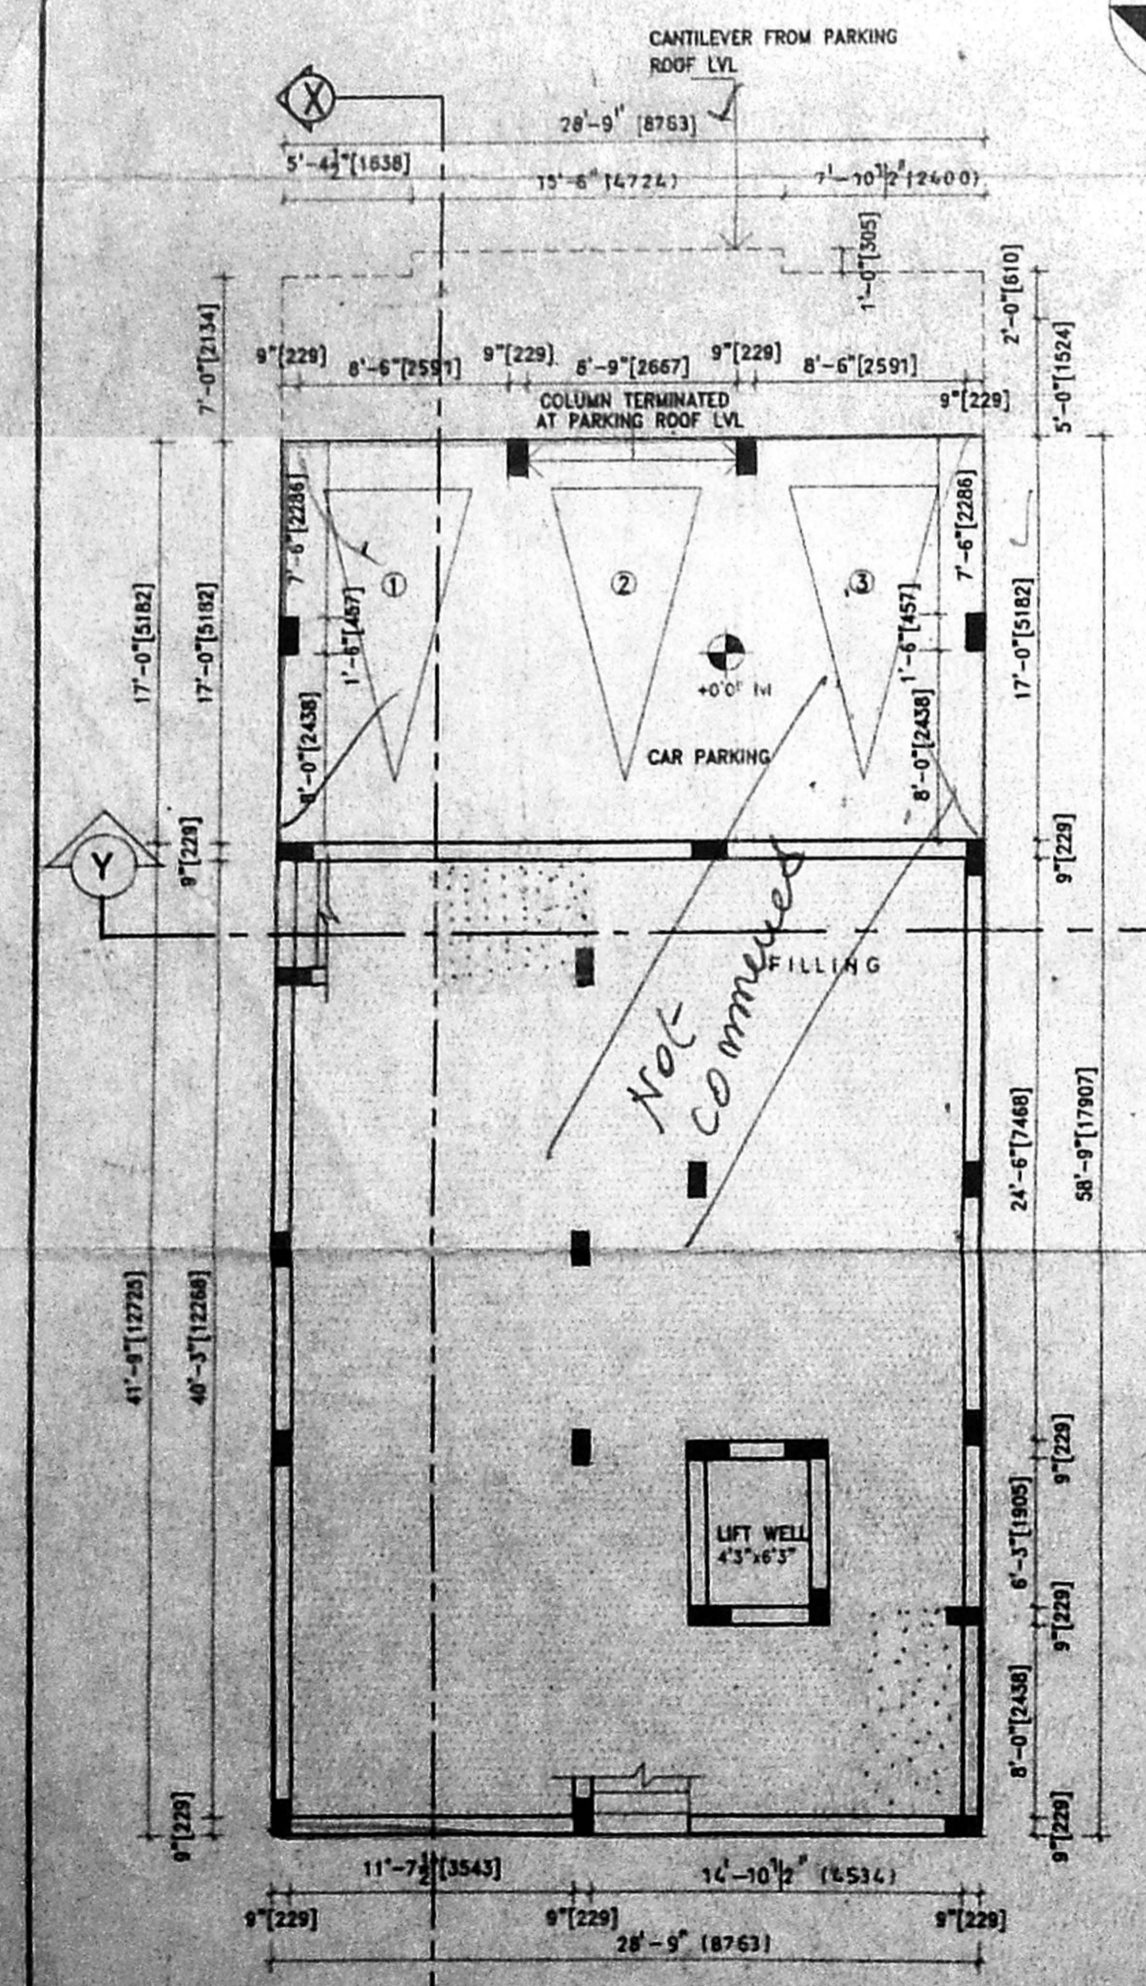 CANTILEVER FROM PARKING
ROOF LVL
X
28'-9" [8763]
5'-4½"[1638]
15'-6" (4724)
7'-10 1/2" (2400)
1'-0"[305]
2'-0"[610]
7'-0"[2134]
5'-0"[1524]
9"[229]
8'-6"[2591]
9"[229]
8'-9"[2667]
9"[229]
8'-6"[2591]
9"[229]
COLUMN TERMINATED
AT PARKING ROOF LVL
7'-6"[2286]
7'-6"[2286]
1
2
3
17'-0"[5182]
17'-0"[5182]
1'-6"[457]
1'-6"[457]
17'-0"[5182]
+0'0" lvl
8'-0"[2438]
8'-0"[2438]
CAR PARKING
Y
9"[229]
9"[229]
FILLING
Not
commened
24'-6"[7468]
58'-9"[17907]
41'-9"[12725]
40'-3"[12268]
9"[229]
LIFT WELL
4'3"x6'3"
6'-3"[1905]
9"[229]
8'-0"[2438]
9"[229]
9"[229]
11'-7½"[3543]
14'-10 1/2" (4534)
9"[229]
9"[229]
9"[229]
28'-9" (8763)